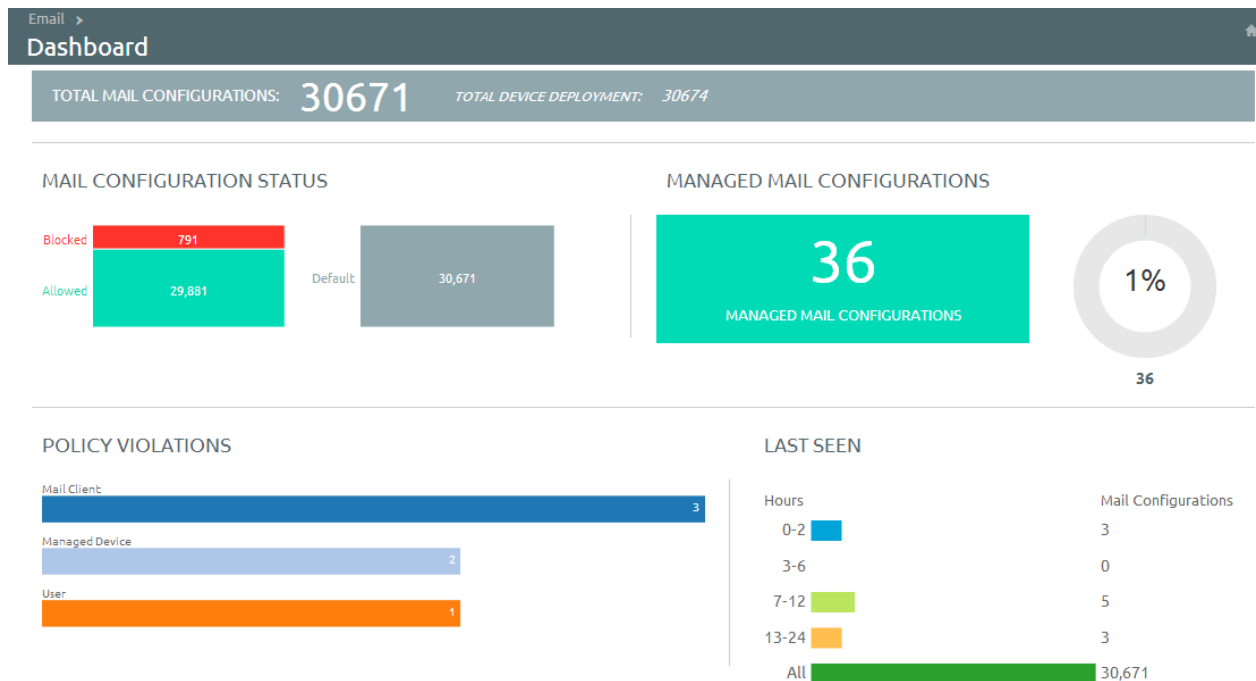 Email >
Dashboard
TOTAL MAIL CONFIGURATIONS: 30671 TOTAL DEVICE DEPLOYMENT: 30674
MAIL CONFIGURATION STATUS
Blocked 791
Allowed 29,881
Default 30,671
MANAGED MAIL CONFIGURATIONS
36
MANAGED MAIL CONFIGURATIONS
1%
36
POLICY VIOLATIONS
Mail Client
3
Managed Device
2
User
1
LAST SEEN
Hours Mail Configurations
0-2 3
3-6 0
7-12 5
13-24 3
All 30,671